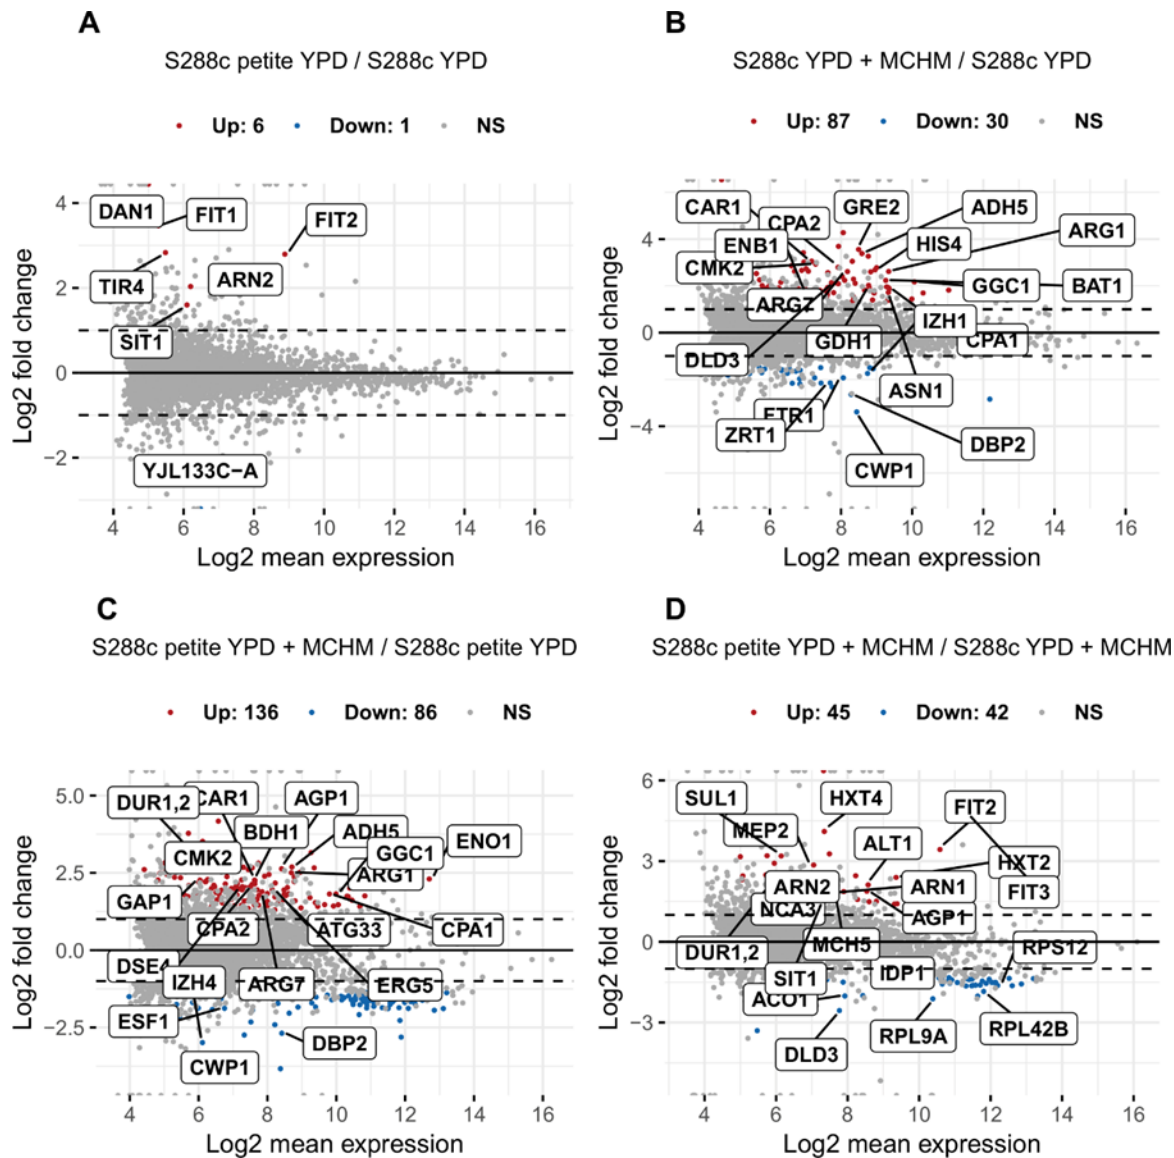 A
S288c petite YPD / S288c YPD
Up: 6 Down: 1 NS
DAN1
FIT1
FIT2
TIR4
ARN2
SIT1
YJL133C−A
4
2
0
−2
Log2 fold change
4 6 8 10 12 14 16
Log2 mean expression
B
S288c YPD + MCHM / S288c YPD
Up: 87 Down: 30 NS
CAR1
CPA2
GRE2
ADH5
ARG1
ENB1
HIS4
CMK2
GGC1
BAT1
IZH1
GDH1
CPA1
DLD3
ASN1
ZRT1
DBP2
CWP1
4
0
−4
Log2 fold change
4 6 8 10 12 14 16
Log2 mean expression
C
S288c petite YPD + MCHM / S288c petite YPD
Up: 136 Down: 86 NS
DUR1,2
CAR1
AGP1
BDH1
ADH5
ENO1
CMK2
GGC1
ARG1
GAP1
CPA2
ATG33
CPA1
DSE4
IZH4
ARG7
ERG5
ESF1
DBP2
CWP1
5.0
2.5
0.0
−2.5
Log2 fold change
4 6 8 10 12 14 16
Log2 mean expression
D
S288c petite YPD + MCHM / S288c YPD + MCHM
Up: 45 Down: 42 NS
SUL1
HXT4
FIT2
MEP2
ALT1
HXT2
ARN2
ARN1
FIT3
NCA3
AGP1
DUR1,2
MCH5
RPS12
SIT1
IDP1
ACO1
RPL9A
RPL42B
DLD3
6
3
0
−3
Log2 fold change
4 6 8 10 12 14 16
Log2 mean expression